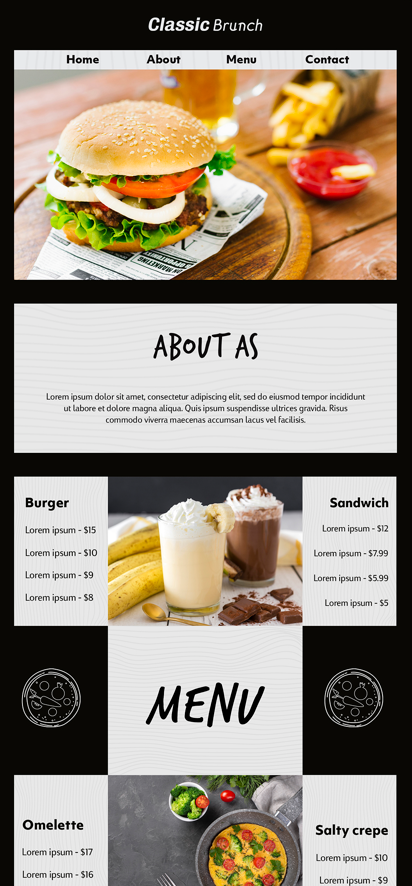 Classic Brunch
Home About Menu Contact
ABOUT AS
Lorem ipsum dolor sit amet, consectetur adipiscing elit, sed do eiusmod tempor incididunt
ut labore et dolore magna aliqua. Quis ipsum suspendisse ultrices gravida. Risus
commodo viverra maecenas accumsan lacus vel facilisis.
Burger
Lorem ipsum - $15
Lorem ipsum - $10
Lorem ipsum - $9
Lorem ipsum - $8
Sandwich
Lorem ipsum - $12
Lorem ipsum - $7.99
Lorem ipsum - $5.99
Lorem ipsum - $5
MENU
Omelette
Lorem ipsum - $17
Lorem ipsum - $16
Salty crepe
Lorem ipsum - $10
Lorem ipsum - $9